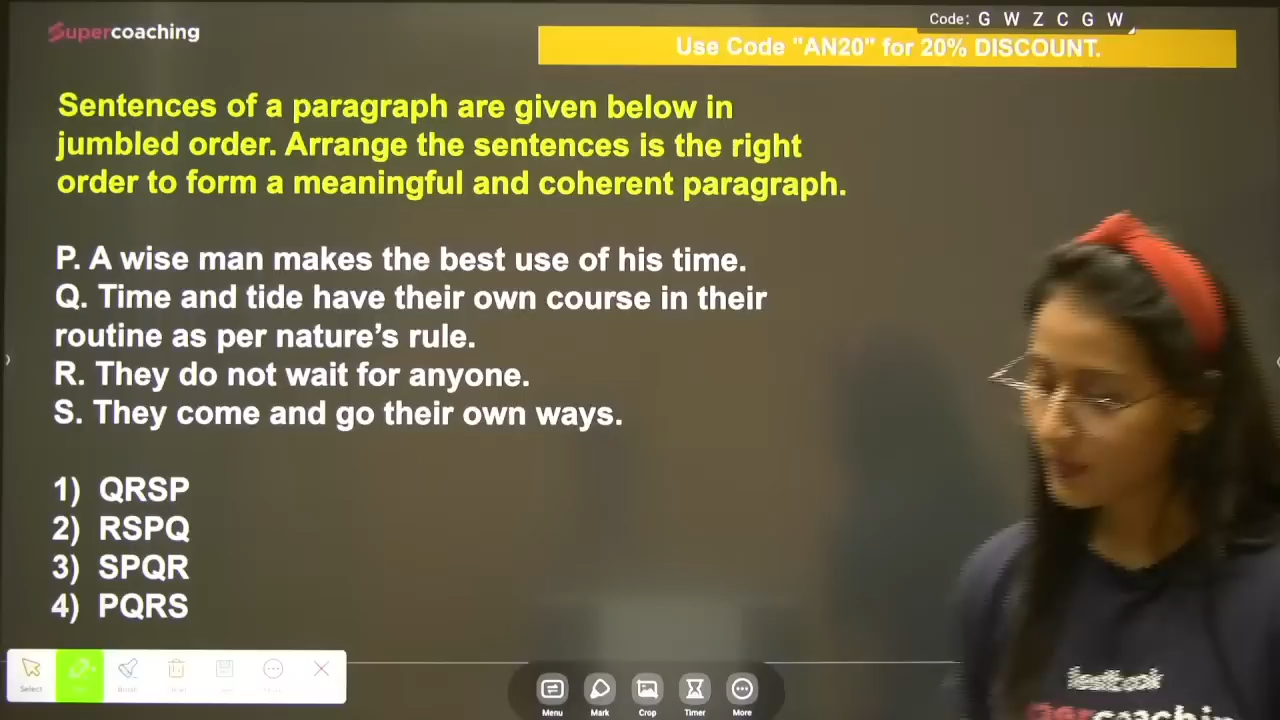 Supercoaching
Code: G W Z C G W
Use Code "AN20" for 20% DISCOUNT.
Sentences of a paragraph are given below in
jumbled order. Arrange the sentences is the right
order to form a meaningful and coherent paragraph.
P. A wise man makes the best use of his time.
Q. Time and tide have their own course in their
routine as per nature’s rule.
R. They do not wait for anyone.
S. They come and go their own ways.
1) QRSP
2) RSPQ
3) SPQR
4) PQRS
Select
Menu Mark Crop Timer More
testbook